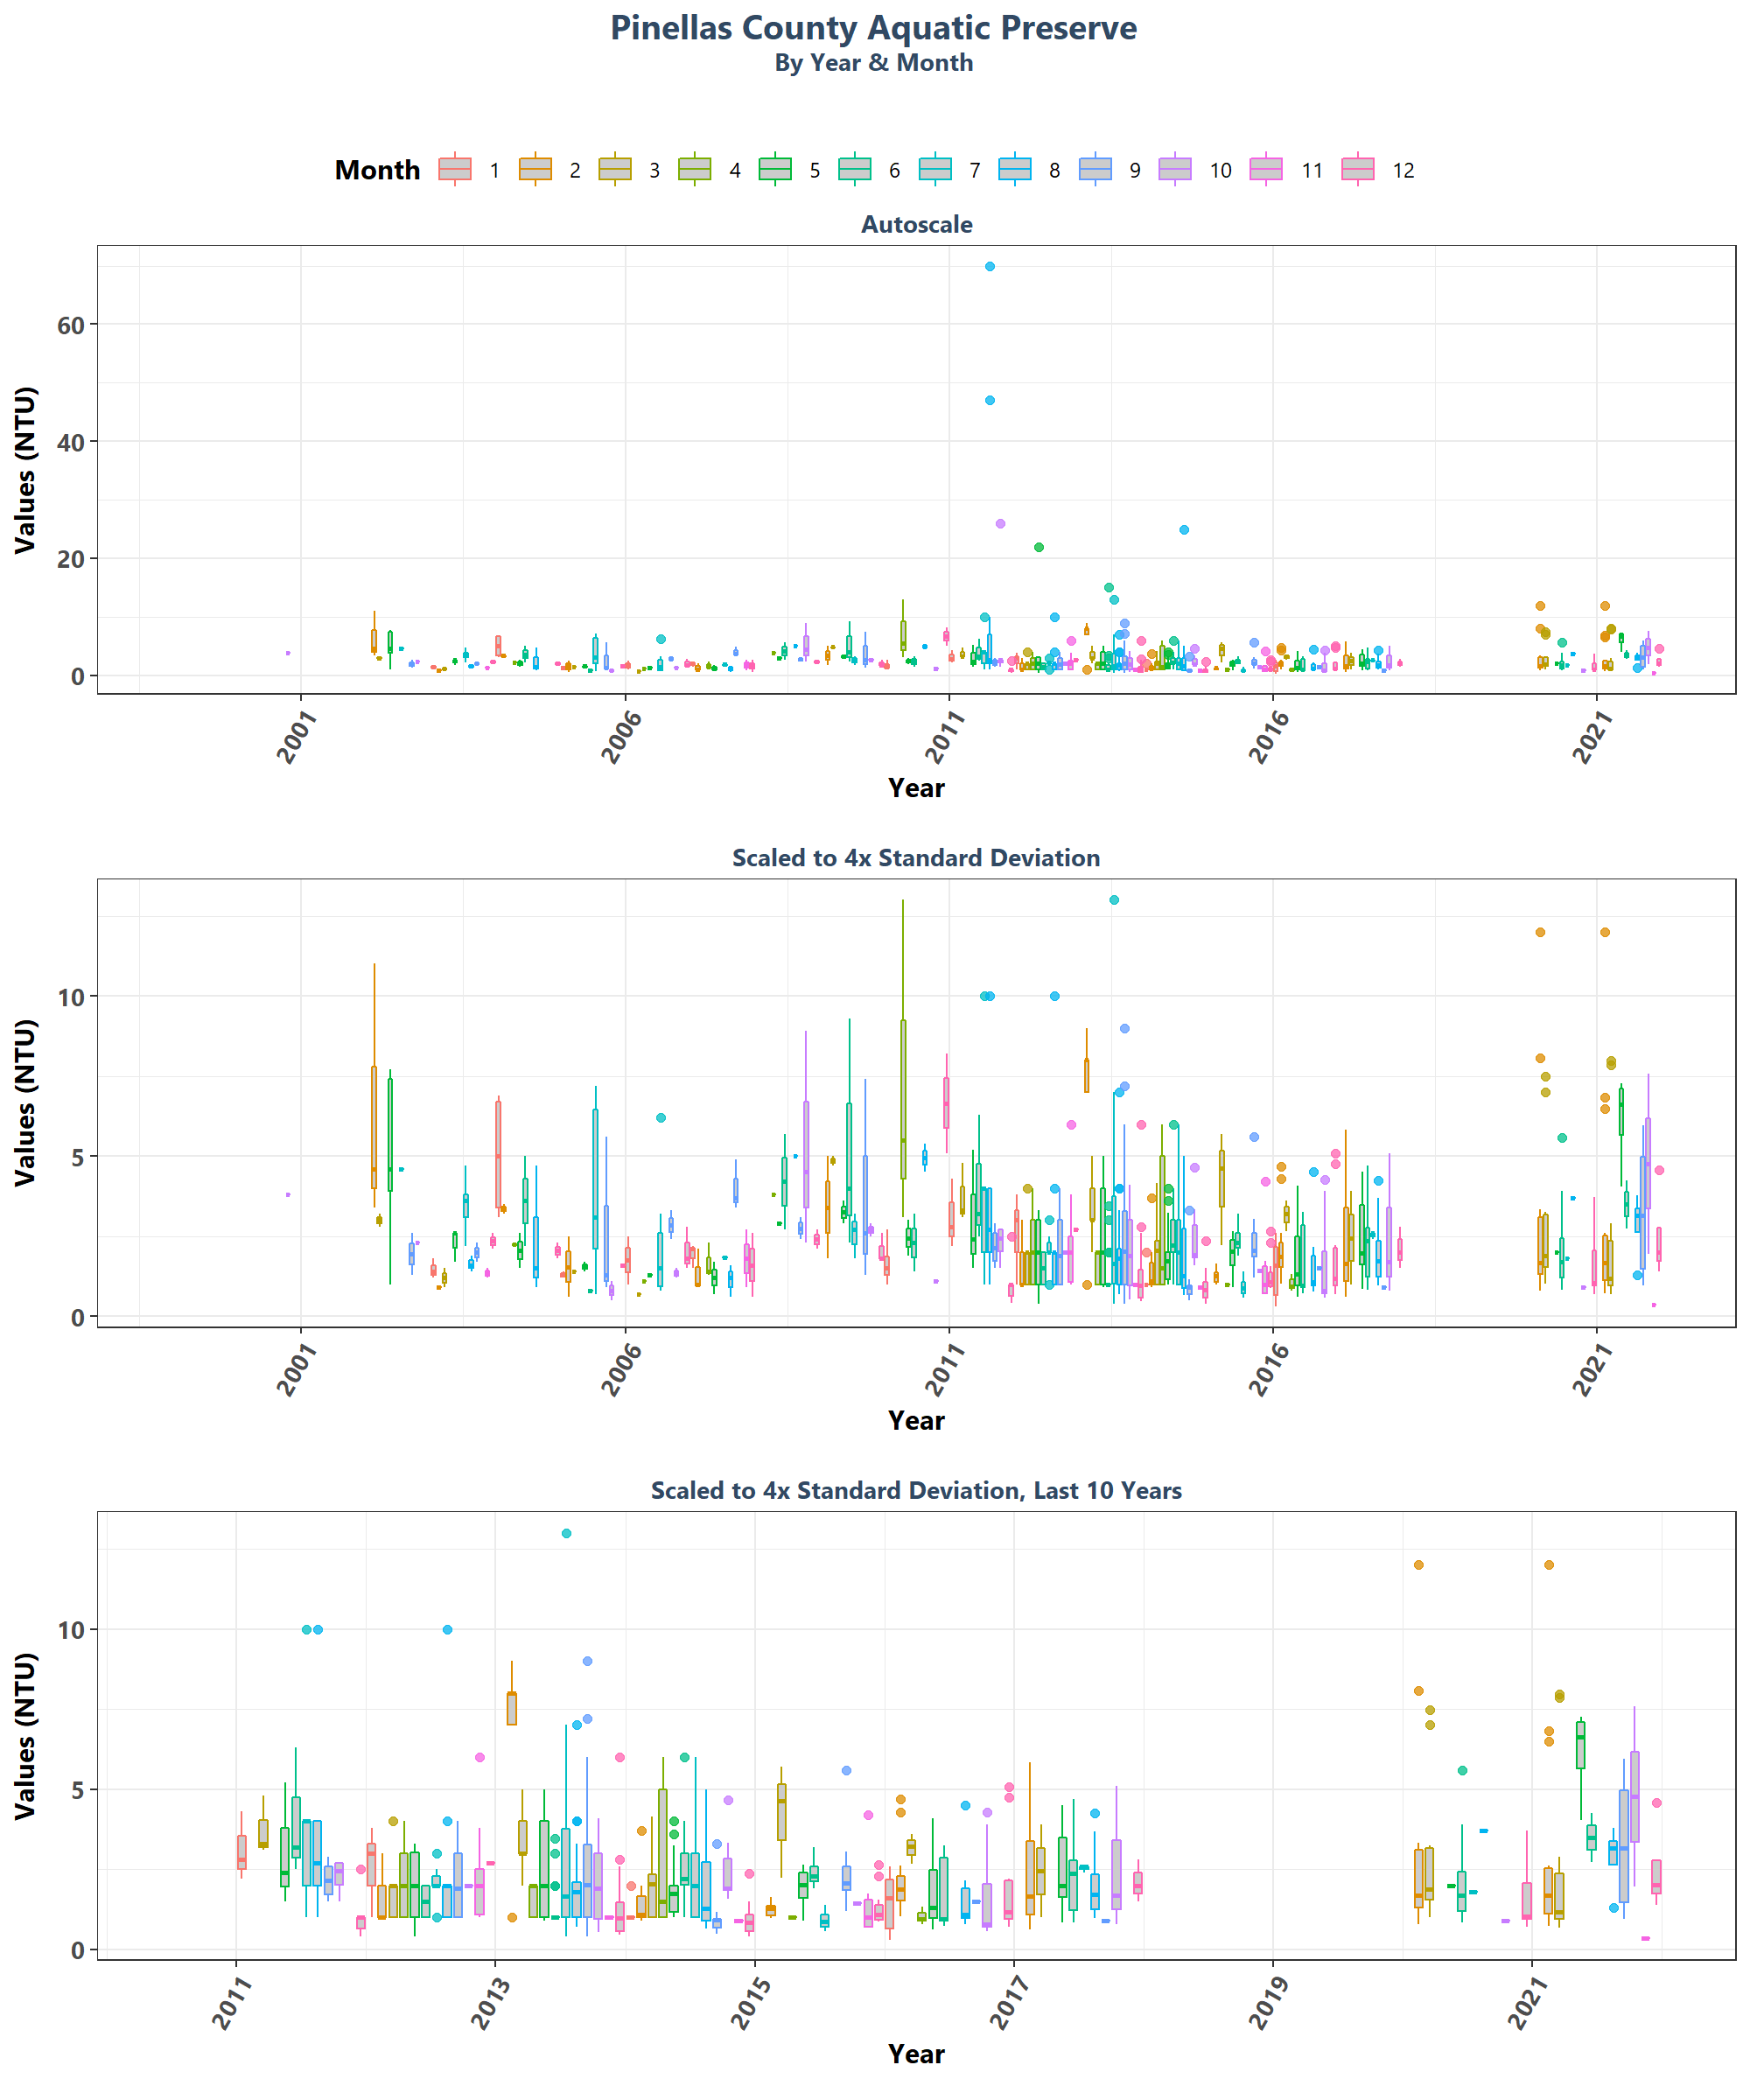 Pinellas County Aquatic Preserve
By Year & Month
Month 1 2 3 4 5 6 7 8 9 10 11 12
Autoscale
60
40
20
0
Values (NTU)
2001 2006 2011 2016 2021
Year
Scaled to 4x Standard Deviation
10
5
0
Values (NTU)
2001 2006 2011 2016 2021
Year
Scaled to 4x Standard Deviation, Last 10 Years
10
5
0
Values (NTU)
2011 2013 2015 2017 2019 2021
Year